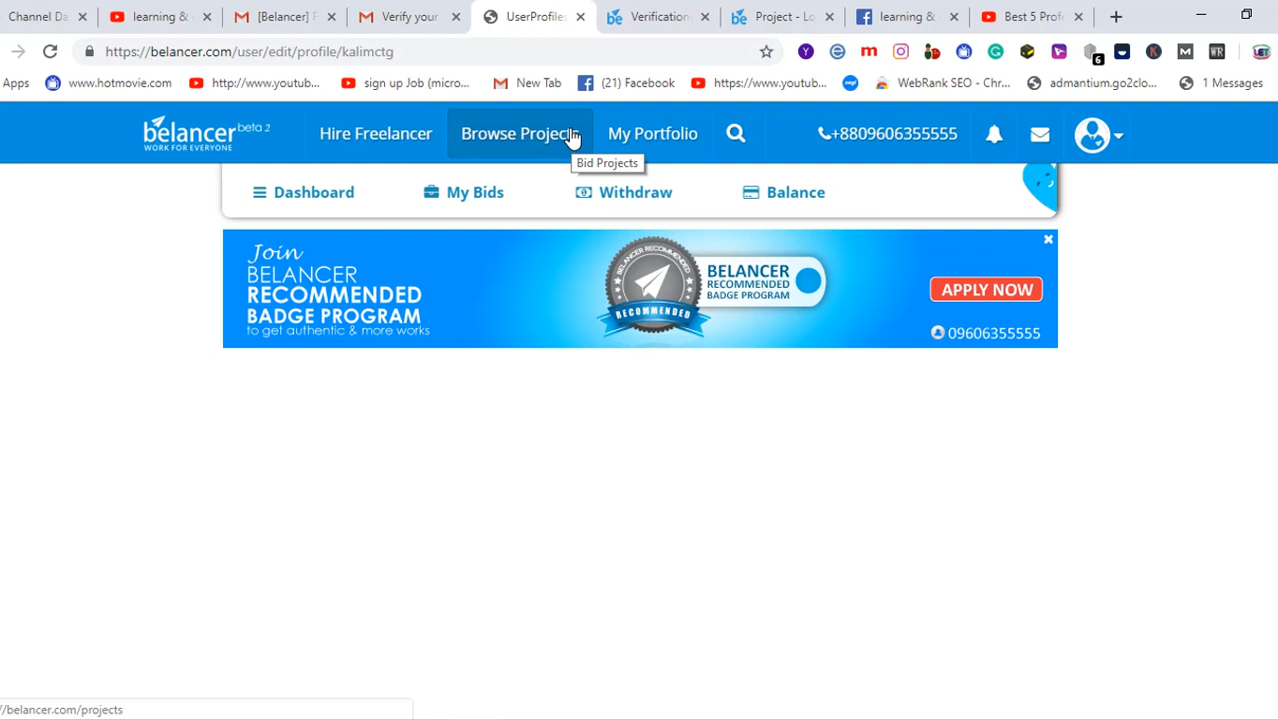 Channel Da
learning &
[Belancer] F
Verify your
UserProfiles
Verification
Project - Lo
learning &
Best 5 Prof
https://belancer.com/user/edit/profile/kalimctg
6
Apps
www.hotmovie.com
http://www.youtub...
sign up Job (micro...
New Tab
(21) Facebook
https://www.youtub...
WebRank SEO - Chr...
admantium.go2clo...
1 Messages
belancer beta 2
WORK FOR EVERYONE
Hire Freelancer
Browse Projects
My Portfolio
+8809606355555
Bid Projects
Dashboard
My Bids
Withdraw
Balance
Join
BELANCER
RECOMMENDED
BADGE PROGRAM
to get authentic & more works
BELANCER RECOMMENDED
RECOMMENDED
BELANCER
RECOMMENDED
BADGE PROGRAM
APPLY NOW
09606355555
//belancer.com/projects